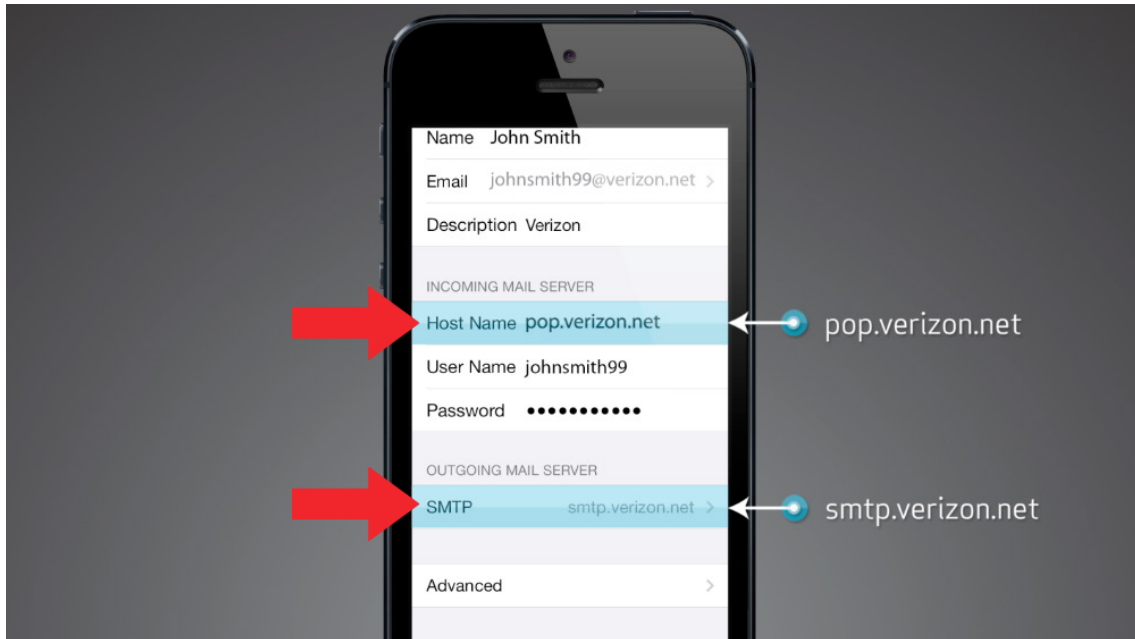 Name John Smith
Email johnsmith99@verizon.net
Description Verizon
INCOMING MAIL SERVER
Host Name pop.verizon.net
pop.verizon.net
User Name johnsmith99
Password ●●●●●●●●●●●
OUTGOING MAIL SERVER
SMTP smtp.verizon.net
smtp.verizon.net
Advanced